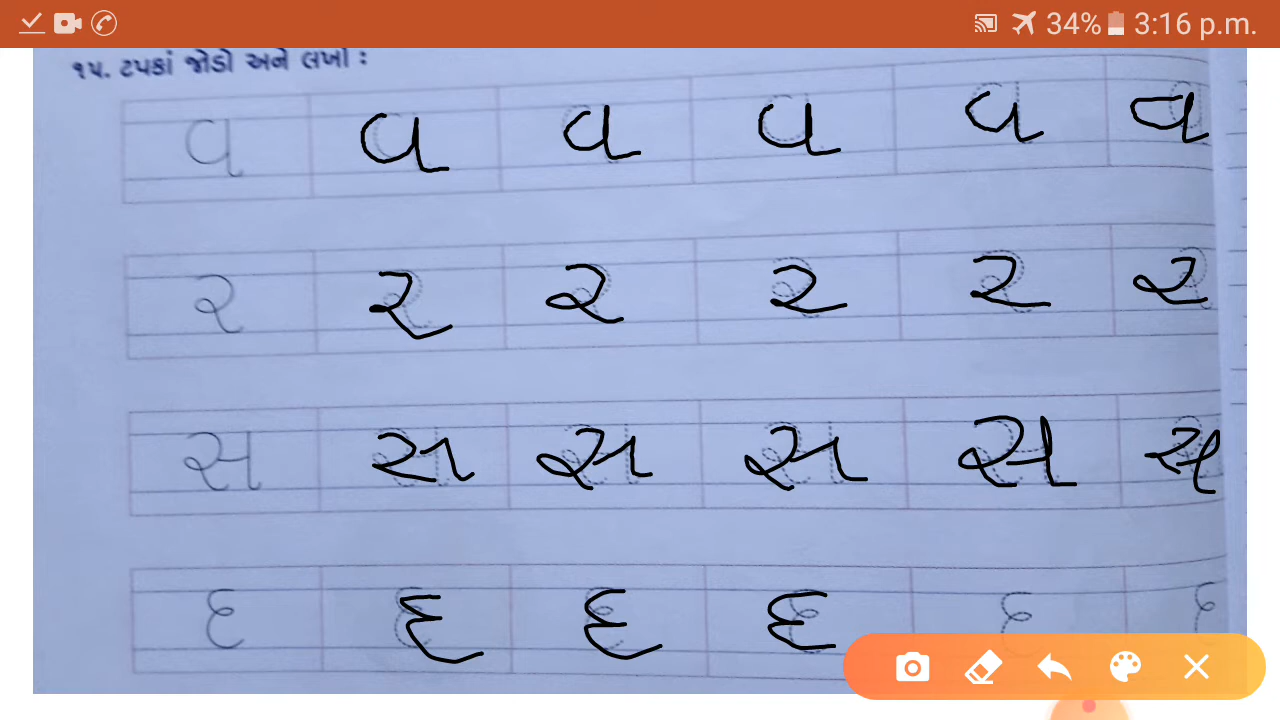 34% 3:16 p.m.
૧૫. ટપકાં જોડો અને લખો :
વ વ વ વ વ વ
ર ર ર ર ર ર
સ સ સ સ સ સ
દ દ દ દ દ દ